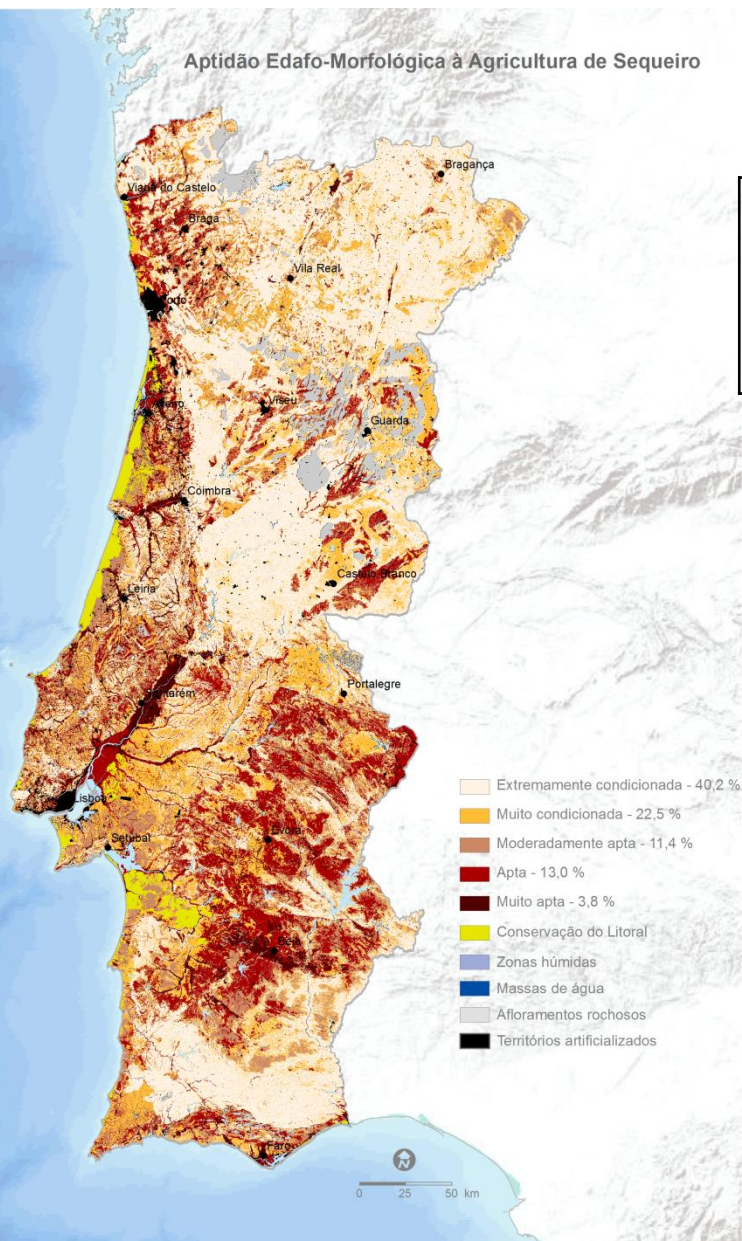 Aptidão Edafo-Morfológica à Agricultura de Sequeiro
Bragança
Viana do Castelo
Braga
Vila Real
Porto
Viseu
Aveiro
Guarda
Coimbra
Castelo Branco
Leiria
Portalegre
Santarém
Extremamente condicionada - 40,2 %
Lisboa
Muito condicionada - 22,5 %
Évora
Setúbal
Moderadamente apta - 11,4 %
Apta - 13,0 %
Muito apta - 3,8 %
Conservação do Litoral
Beja
Zonas húmidas
Massas de água
Afloramentos rochosos
Territórios artificializados
Faro
N
0 25 50 km